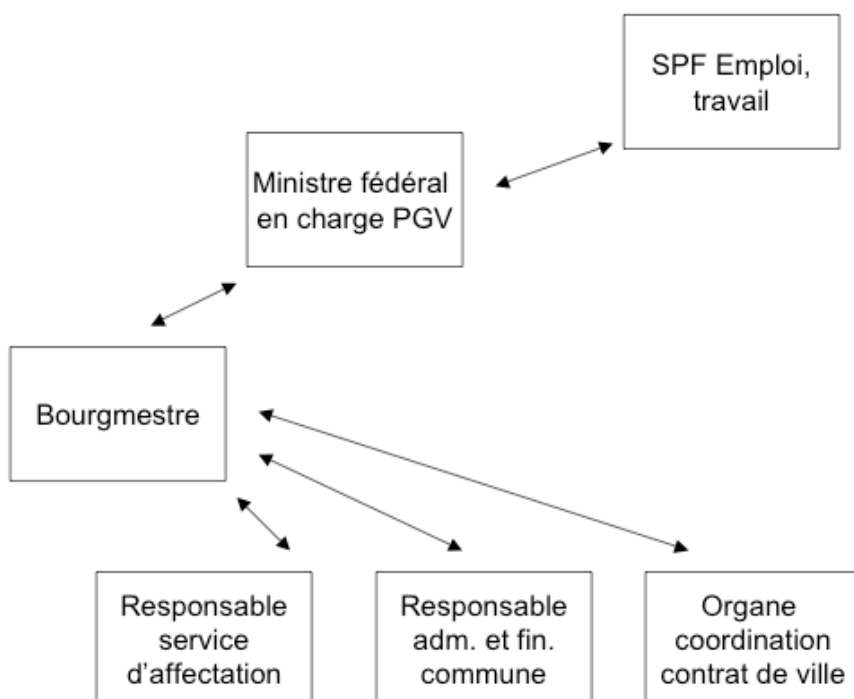 SPF Emploi,
travail
Ministre fédéral
en charge PGV
Bourgmestre
Responsable
service
d'affectation
Responsable
adm. et fin.
commune
Organe
coordination
contrat de ville